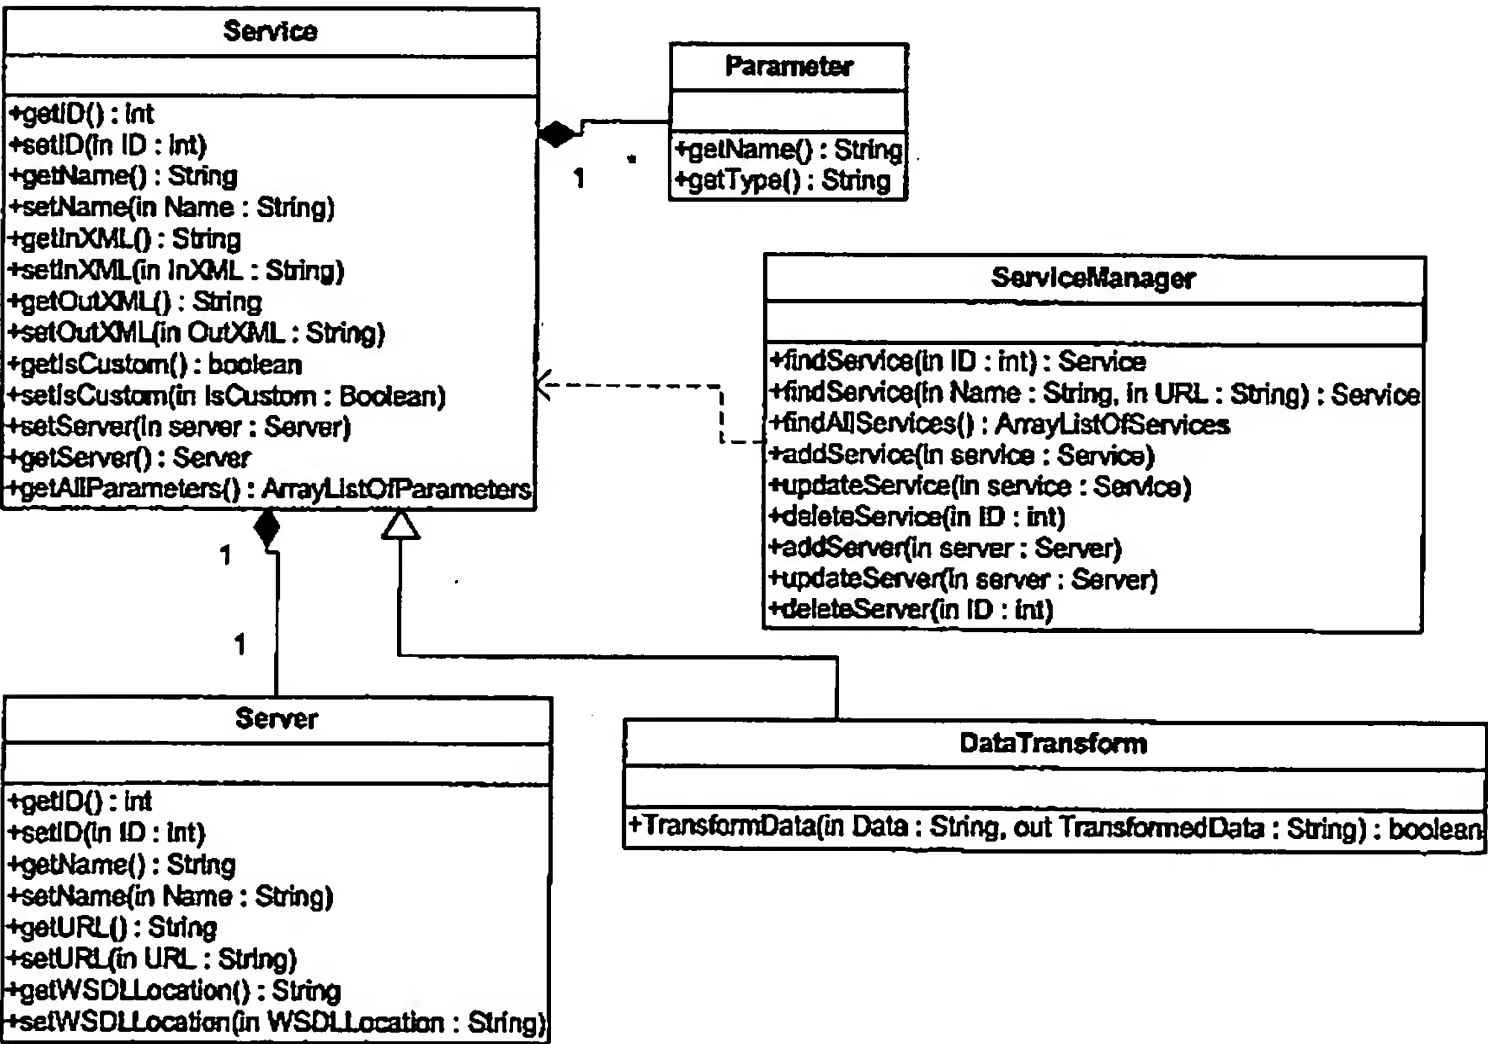 Service
+getID() : int
+setID(in ID : int)
+getName() : String
+setName(in Name : String)
+getInXML() : String
+setInXML(in InXML : String)
+getOutXML() : String
+setOutXML(in OutXML : String)
+getIsCustom() : boolean
+setIsCustom(in IsCustom : Boolean)
+setServer(in server : Server)
+getServer() : Server
+getAllParameters() : ArrayListOfParameters
1
*
Parameter
+getName() : String
+getType() : String
ServiceManager
+findService(in ID : int) : Service
+findService(in Name : String, in URL : String) : Service
+findAllServices() : ArrayListOfServices
+addService(in service : Service)
+updateService(in service : Service)
+deleteService(in ID : int)
+addServer(in server : Server)
+updateServer(in server : Server)
+deleteServer(in ID : int)
1
1
Server
+getID() : int
+setID(in ID : int)
+getName() : String
+setName(in Name : String)
+getURL() : String
+setURL(in URL : String)
+getWSDLLocation() : String
+setWSDLLocation(in WSDLLocation : String)
DataTransform
+TransformData(in Data : String, out TransformedData : String) : boolean